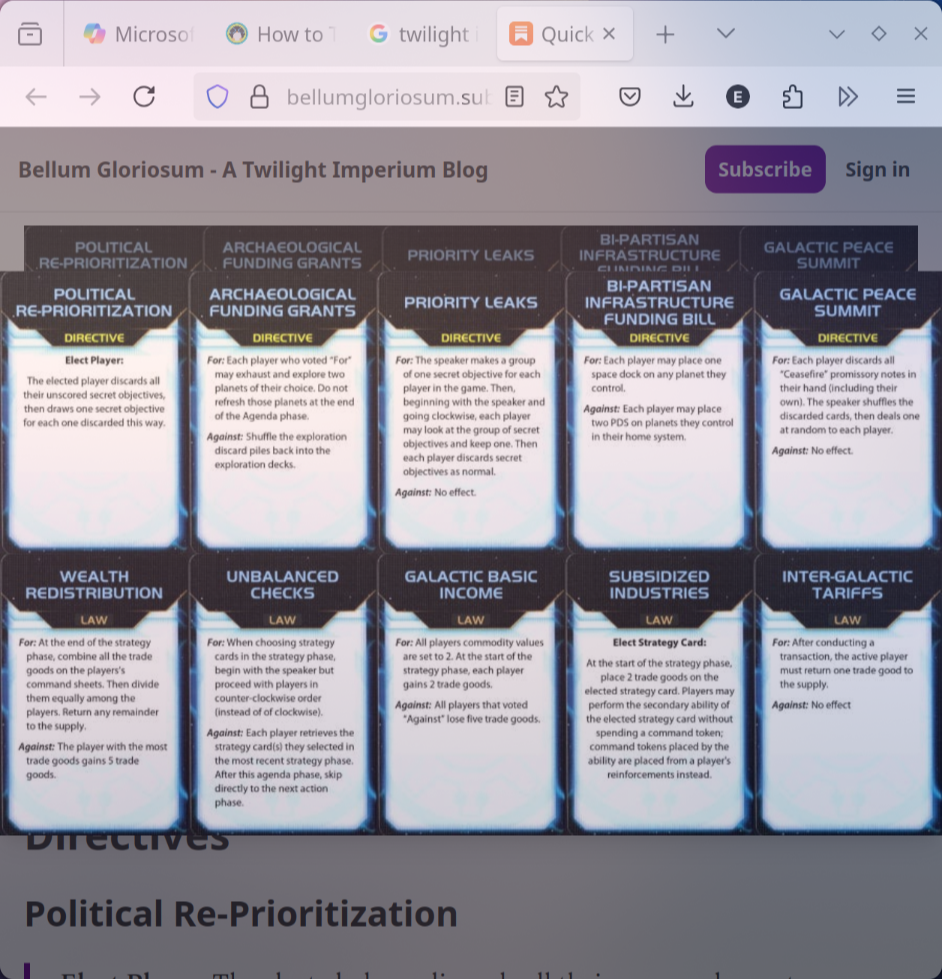 Microso
How to T
twilight i
Quick
bellumgloriosum.sub
E
Bellum Gloriosum - A Twilight Imperium Blog
Subscribe
Sign in
POLITICAL
RE-PRIORITIZATION
ARCHAEOLOGICAL
FUNDING GRANTS
PRIORITY LEAKS
BI-PARTISAN
INFRASTRUCTURE
FUNDING BILL
GALACTIC PEACE
SUMMIT
POLITICAL
RE-PRIORITIZATION
DIRECTIVE
Elect Player:
The elected player discards all
their unscored secret objectives,
then draws one secret objective
for each one discarded this way.
ARCHAEOLOGICAL
FUNDING GRANTS
DIRECTIVE
For: Each player who voted "For"
may exhaust and explore two
planets of their choice. Do not
refresh those planets at the end
of the Agenda phase.
Against: Shuffle the exploration
discard piles back into the
exploration decks.
PRIORITY LEAKS
DIRECTIVE
For: The speaker makes a group
of one secret objective for each
player in the game. Then,
beginning with the speaker and
going clockwise, each player
may look at the group of secret
objectives and keep one. Then
each player discards secret
objectives as normal.
Against: No effect.
BI-PARTISAN
INFRASTRUCTURE
FUNDING BILL
DIRECTIVE
For: Each player may place one
space dock on any planet they
control.
Against: Each player may place
two PDS on planets they control
in their home system.
GALACTIC PEACE
SUMMIT
DIRECTIVE
For: Each player discards all
"Ceasefire" promissory notes in
their hand (including their
own). The speaker shuffles the
discarded cards, then deals one
at random to each player.
Against: No effect.
WEALTH
REDISTRIBUTION
LAW
For: At the end of the strategy
phase, combine all the trade
goods on the players's
command sheets. Then divide
them equally among the
players. Return any remainder
to the supply.
Against: The player with the most
trade goods gains 5 trade
goods.
UNBALANCED
CHECKS
LAW
For: When choosing strategy
cards in the strategy phase,
begin with the speaker but
proceed with players in
counter-clockwise order
(instead of of clockwise).
Against: Each player retrieves the
strategy card(s) they selected in
the most recent strategy phase.
After this agenda phase, skip
directly to the next action
phase.
GALACTIC BASIC
INCOME
LAW
For: All players commodity values
are set to 2. At the start of the
strategy phase, each player
gains 2 trade goods.
Against: All players that voted
"Against" lose five trade goods.
SUBSIDIZED
INDUSTRIES
LAW
Elect Strategy Card:
At the start of the strategy phase,
place 2 trade goods on the
elected strategy card. Players may
perform the secondary ability of
the elected strategy card without
spending a command token;
command tokens placed by the
ability are placed from a player's
reinforcements instead.
INTER-GALACTIC
TARIFFS
LAW
For: After conducting a
transaction, the active player
must return one trade good to
the supply.
Against: No effect
Directives
Political Re-Prioritization